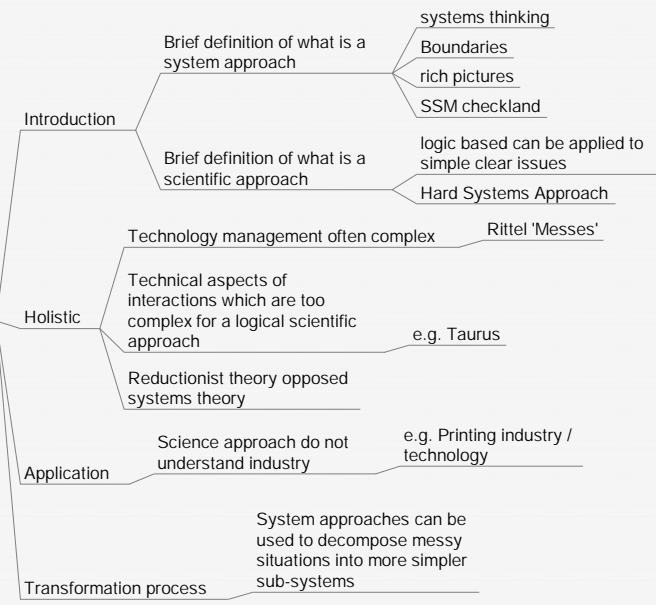 systems thinking
Brief definition of what is a
system approach
Boundaries
rich pictures
SSM checkland
Introduction
Brief definition of what is a
scientific approach
logic based can be applied to
simple clear issues
Hard Systems Approach
Technology management often complex
Rittel 'Messes'
Technical aspects of
interactions which are too
complex for a logical scientific
approach
Holistic
e.g. Taurus
Reductionist theory opposed
systems theory
Science approach do not
understand industry
e.g. Printing industry /
technology
Application
System approaches can be
used to decompose messy
situations into more simpler
sub-systems
Transformation process